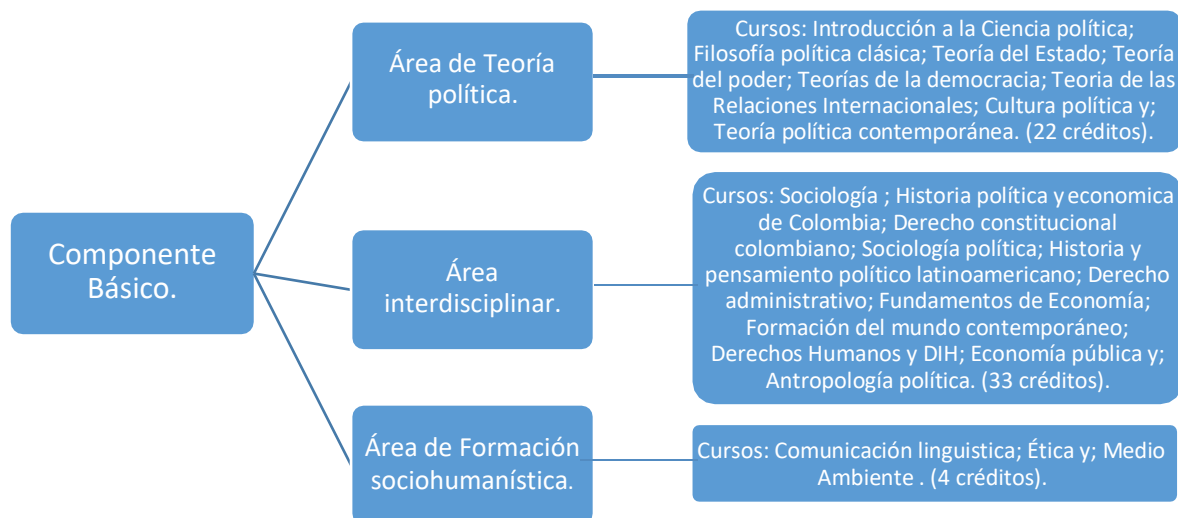 Componente
Básico.
Área de Teoría
política.
Cursos: Introducción a la Ciencia política;
Filosofía política clásica; Teoría del Estado; Teoría
del poder; Teorías de la democracia; Teoria de las
Relaciones Internacionales; Cultura política y;
Teoría política contemporánea. (22 créditos).
Área
interdisciplinar.
Cursos: Sociología ; Historia política y economica
de Colombia; Derecho constitucional
colombiano; Sociología política; Historia y
pensamiento político latinoamericano; Derecho
administrativo; Fundamentos de Economía;
Formación del mundo contemporáneo;
Derechos Humanos y DIH; Economía pública y;
Antropología política. (33 créditos).
Área de Formación
sociohumanística.
Cursos: Comunicación linguistica; Ética y; Medio
Ambiente . (4 créditos).